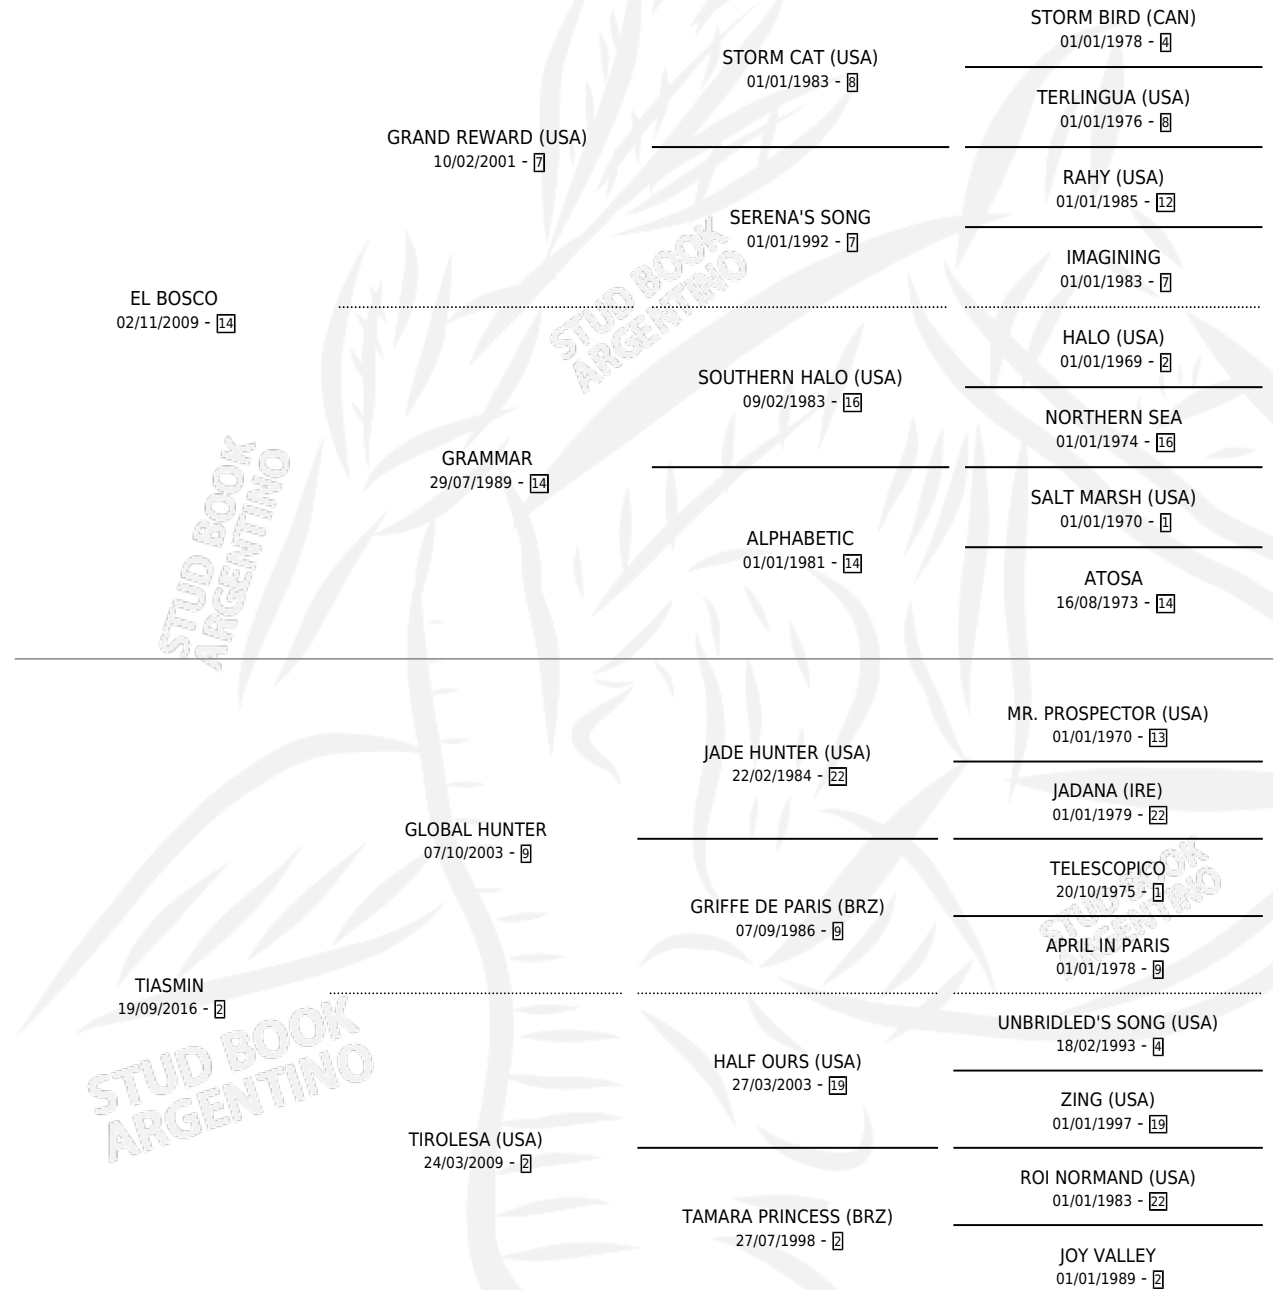 STORM BIRD (CAN)
01/01/1978 - 4
STORM CAT (USA)
01/01/1983 - 8
TERLINGUA (USA)
01/01/1976 - 8
GRAND REWARD (USA)
10/02/2001 - 7
RAHY (USA)
01/01/1985 - 12
SERENA'S SONG
01/01/1992 - 7
IMAGINING
01/01/1983 - 7
EL BOSCO
02/11/2009 - 14
HALO (USA)
01/01/1969 - 2
SOUTHERN HALO (USA)
09/02/1983 - 16
NORTHERN SEA
01/01/1974 - 16
GRAMMAR
29/07/1989 - 14
SALT MARSH (USA)
01/01/1970 - 1
ALPHABETIC
01/01/1981 - 14
ATOSA
16/08/1973 - 14
MR. PROSPECTOR (USA)
01/01/1970 - 13
JADE HUNTER (USA)
22/02/1984 - 22
JADANA (IRE)
01/01/1979 - 22
GLOBAL HUNTER
07/10/2003 - 9
TELESCOPICO
20/10/1975 - 1
GRIFFE DE PARIS (BRZ)
07/09/1986 - 9
APRIL IN PARIS
01/01/1978 - 9
TIASMIN
19/09/2016 - 2
UNBRIDLED'S SONG (USA)
18/02/1993 - 4
HALF OURS (USA)
27/03/2003 - 19
ZING (USA)
01/01/1997 - 19
TIROLESA (USA)
24/03/2009 - 2
ROI NORMAND (USA)
01/01/1983 - 22
TAMARA PRINCESS (BRZ)
27/07/1998 - 2
JOY VALLEY
01/01/1989 - 2
STUD BOOK
ARGENTINO
STUD BOOK
ARGENTINO
STUD BOOK
ARGENTINO
STUD BOOK
ARGENTINO